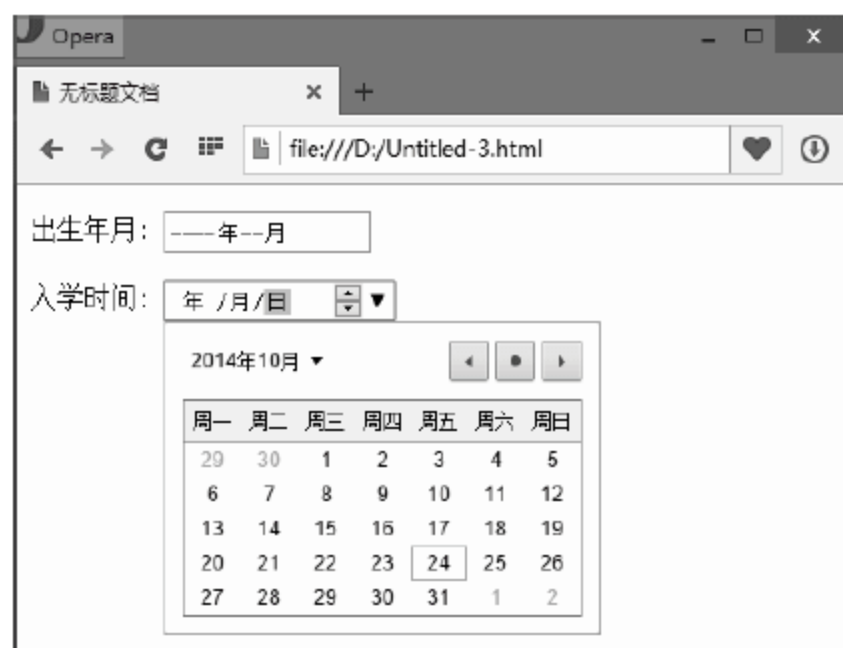 Opera
无标题文档
file:///D:/Untitled-3.html
出生年月: ----年--月
入学时间: 年 /月/日
2014年10月
周一 周二 周三 周四 周五 周六 周日
29 30 1 2 3 4 5
6 7 8 9 10 11 12
13 14 15 16 17 18 19
20 21 22 23 24 25 26
27 28 29 30 31 1 2